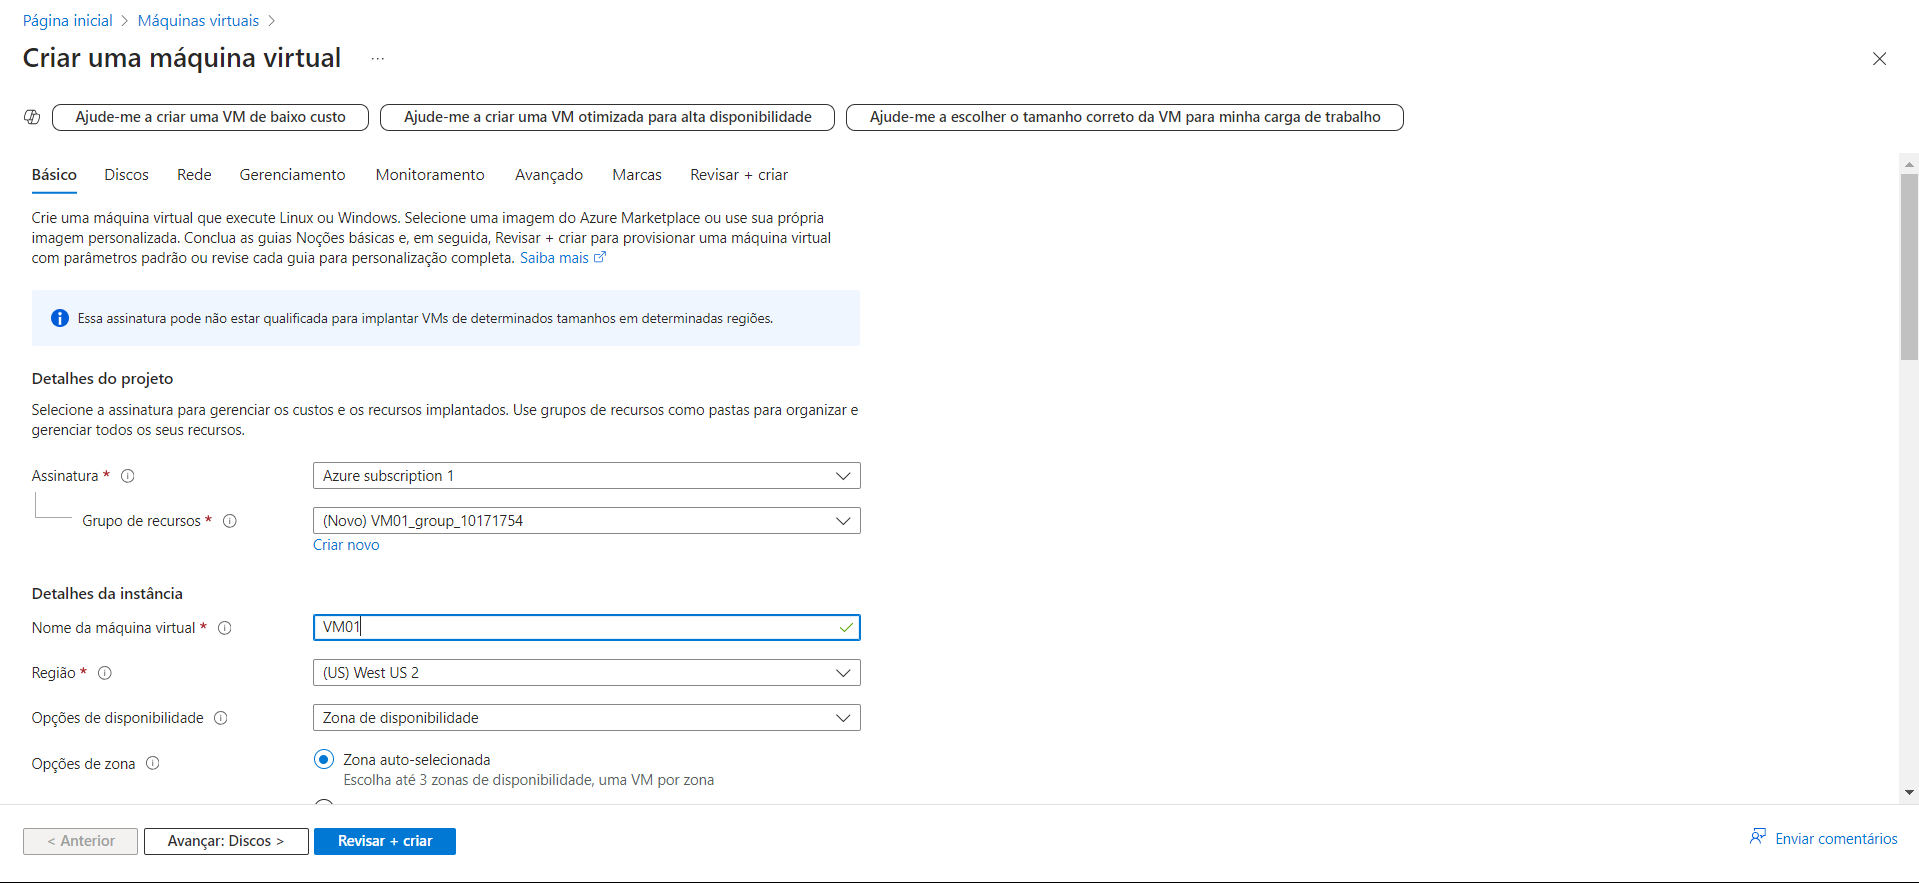 Página inicial > Máquinas virtuais >
Criar uma máquina virtual ...
Ajude-me a criar uma VM de baixo custo
Ajude-me a criar uma VM otimizada para alta disponibilidade
Ajude-me a escolher o tamanho correto da VM para minha carga de trabalho
Básico Discos Rede Gerenciamento Monitoramento Avançado Marcas Revisar + criar
Crie uma máquina virtual que execute Linux ou Windows. Selecione uma imagem do Azure Marketplace ou use sua própria
imagem personalizada. Conclua as guias Noções básicas e, em seguida, Revisar + criar para provisionar uma máquina virtual
com parâmetros padrão ou revise cada guia para personalização completa. Saiba mais
Essa assinatura pode não estar qualificada para implantar VMs de determinados tamanhos em determinadas regiões.
Detalhes do projeto
Selecione a assinatura para gerenciar os custos e os recursos implantados. Use grupos de recursos como pastas para organizar e
gerenciar todos os seus recursos.
Assinatura * Azure subscription 1
Grupo de recursos * (Novo) VM01_group_10171754
Criar novo
Detalhes da instância
Nome da máquina virtual * VM01
Região * (US) West US 2
Opções de disponibilidade Zona de disponibilidade
Opções de zona Zona auto-selecionada
Escolha até 3 zonas de disponibilidade, uma VM por zona
< Anterior Avançar: Discos > Revisar + criar Enviar comentários